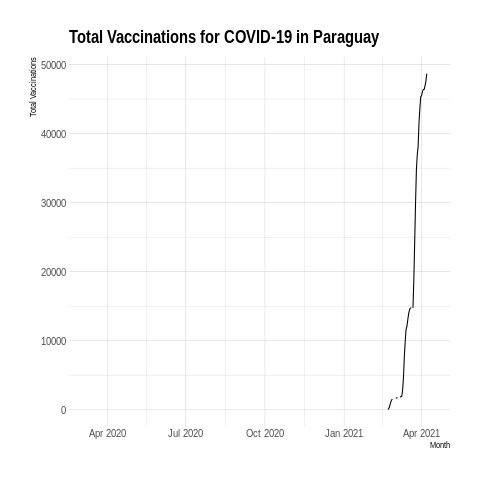 Total Vaccinations for COVID-19 in Paraguay
Total Vaccinations
50000
40000
30000
20000
10000
0
Apr 2020 Jul 2020 Oct 2020 Jan 2021 Apr 2021
Month